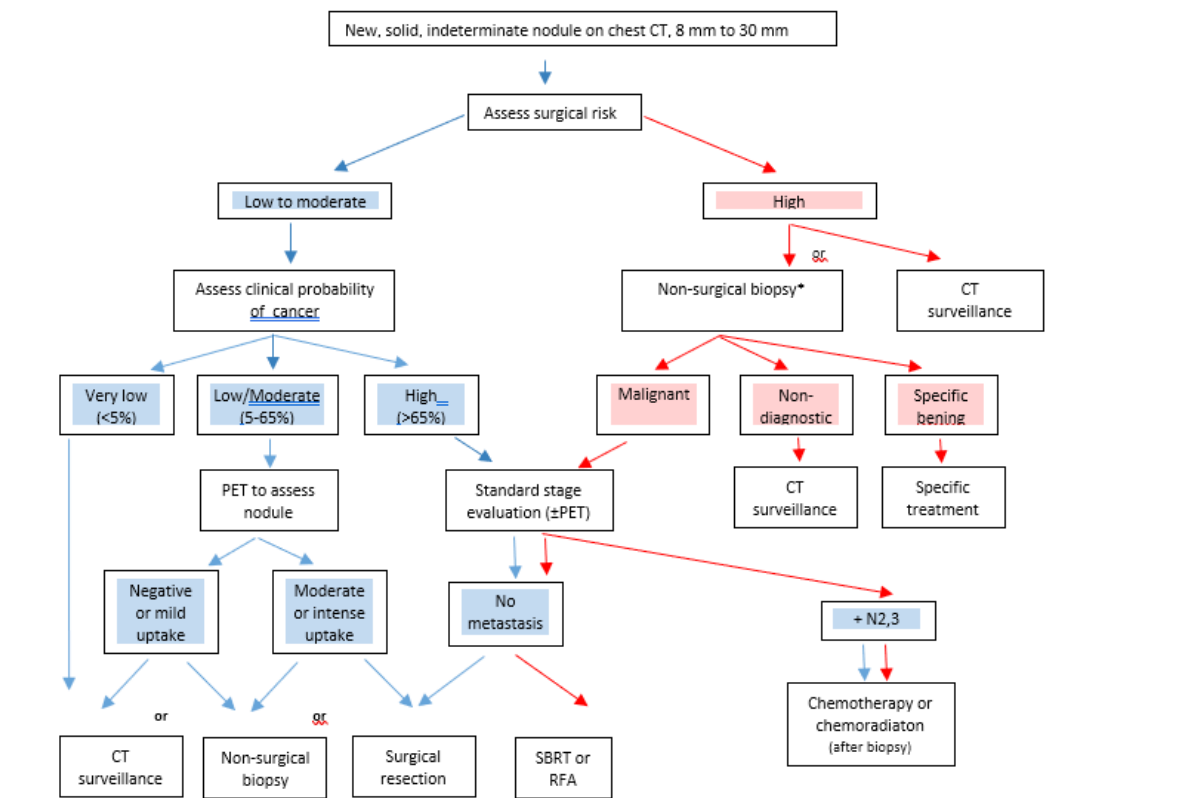 New, solid, indeterminate nodule on chest CT, 8 mm to 30 mm
Assess surgical risk
Low to moderate
High
or
Assess clinical probability
of cancer
Non-surgical biopsy*
CT
surveillance
Very low
(<5%)
Low/Moderate
(5-65%)
High
(>65%)
Malignant
Non-
diagnostic
Specific
bening
PET to assess
nodule
Standard stage
evaluation (±PET)
CT
surveillance
Specific
treatment
Negative
or mild
uptake
Moderate
or intense
uptake
No
metastasis
+ N2,3
or
or
Chemotherapy or
chemoradiaton
(after biopsy)
CT
surveillance
Non-surgical
biopsy
Surgical
resection
SBRT or
RFA